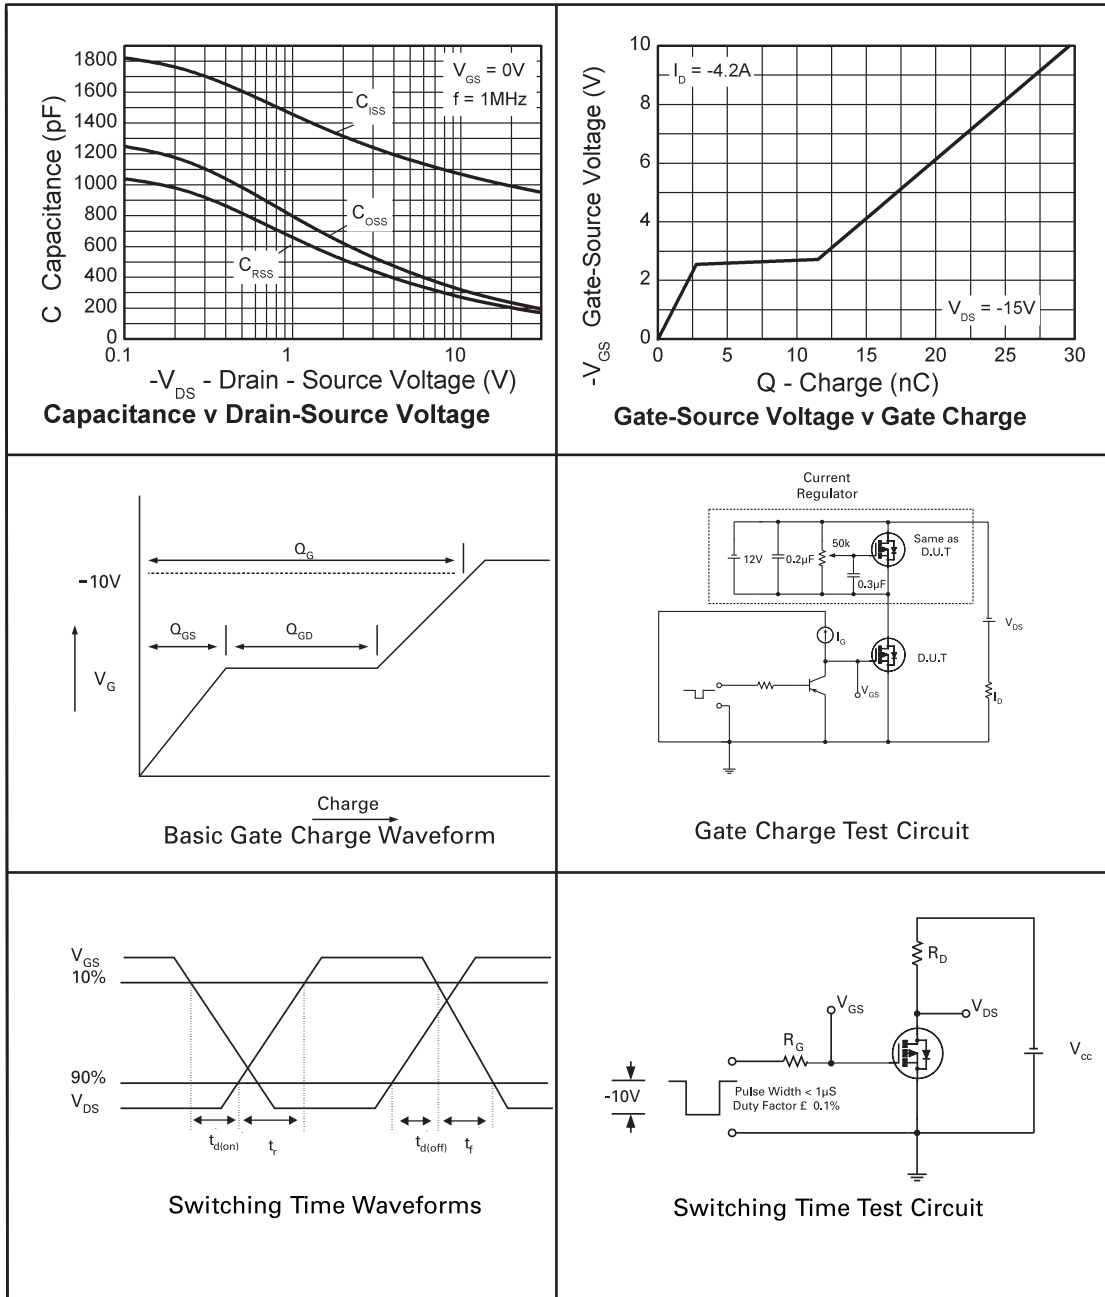 1800
1600
1400
1200
1000
800
600
400
200
0
V_GS = 0V
f = 1MHz
C_ISS
C_OSS
C_RSS
C Capacitance (pF)
0.1
1
10
-V_DS - Drain - Source Voltage (V)
Capacitance v Drain-Source Voltage
10
8
6
4
2
0
I_D = -4.2A
V_DS = -15V
-V_GS Gate-Source Voltage (V)
0
5
10
15
20
25
30
Q - Charge (nC)
Gate-Source Voltage v Gate Charge
Q_G
-10V
Q_GS
Q_GD
V_G
Charge
Basic Gate Charge Waveform
Current
Regulator
12V
0.2µF
50k
0.3µF
Same as
D.U.T
I_G
V_DS
D.U.T
V_GS
I_D
Gate Charge Test Circuit
V_GS
10%
90%
V_DS
t_d(on)
t_r
t_d(off)
t_f
Switching Time Waveforms
R_D
V_GS
V_DS
R_G
V_cc
-10V
Pulse Width < 1µS
Duty Factor £ 0.1%
Switching Time Test Circuit